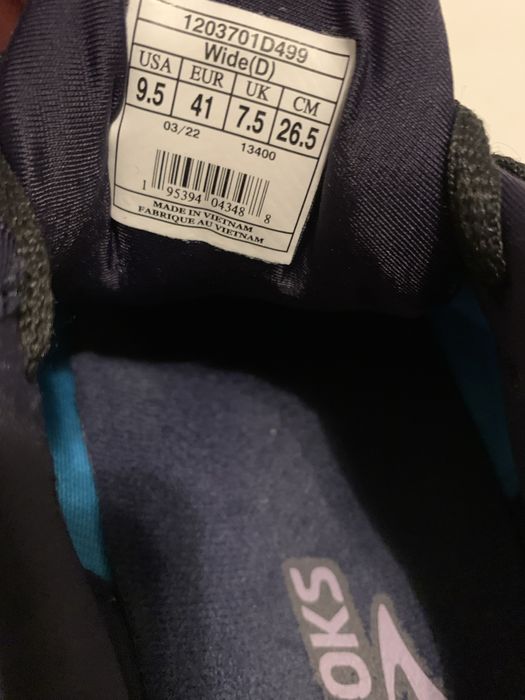 1203701D499
Wide(D)
USA EUR UK CM
9.5 41 7.5 26.5
03/22 13400
1 95394 04348 8
MADE IN VIETNAM
FABRIQUE AU VIETNAM
OKS